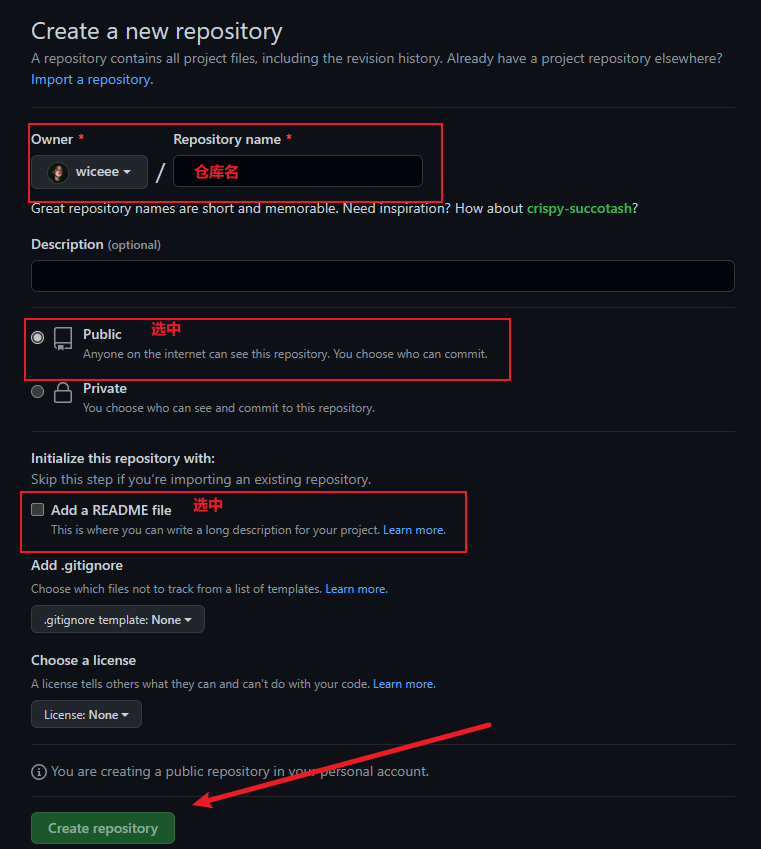 Create a new repository
A repository contains all project files, including the revision history. Already have a project repository elsewhere?
Import a repository.
Owner * Repository name *
wiceee / 仓库名
Great repository names are short and memorable. Need inspiration? How about crispy-succotash?
Description (optional)
Public 选中
Anyone on the internet can see this repository. You choose who can commit.
Private
You choose who can see and commit to this repository.
Initialize this repository with:
Skip this step if you're importing an existing repository.
Add a README file 选中
This is where you can write a long description for your project. Learn more.
Add .gitignore
Choose which files not to track from a list of templates. Learn more.
.gitignore template: None
Choose a license
A license tells others what they can and can't do with your code. Learn more.
License: None
You are creating a public repository in your personal account.
Create repository